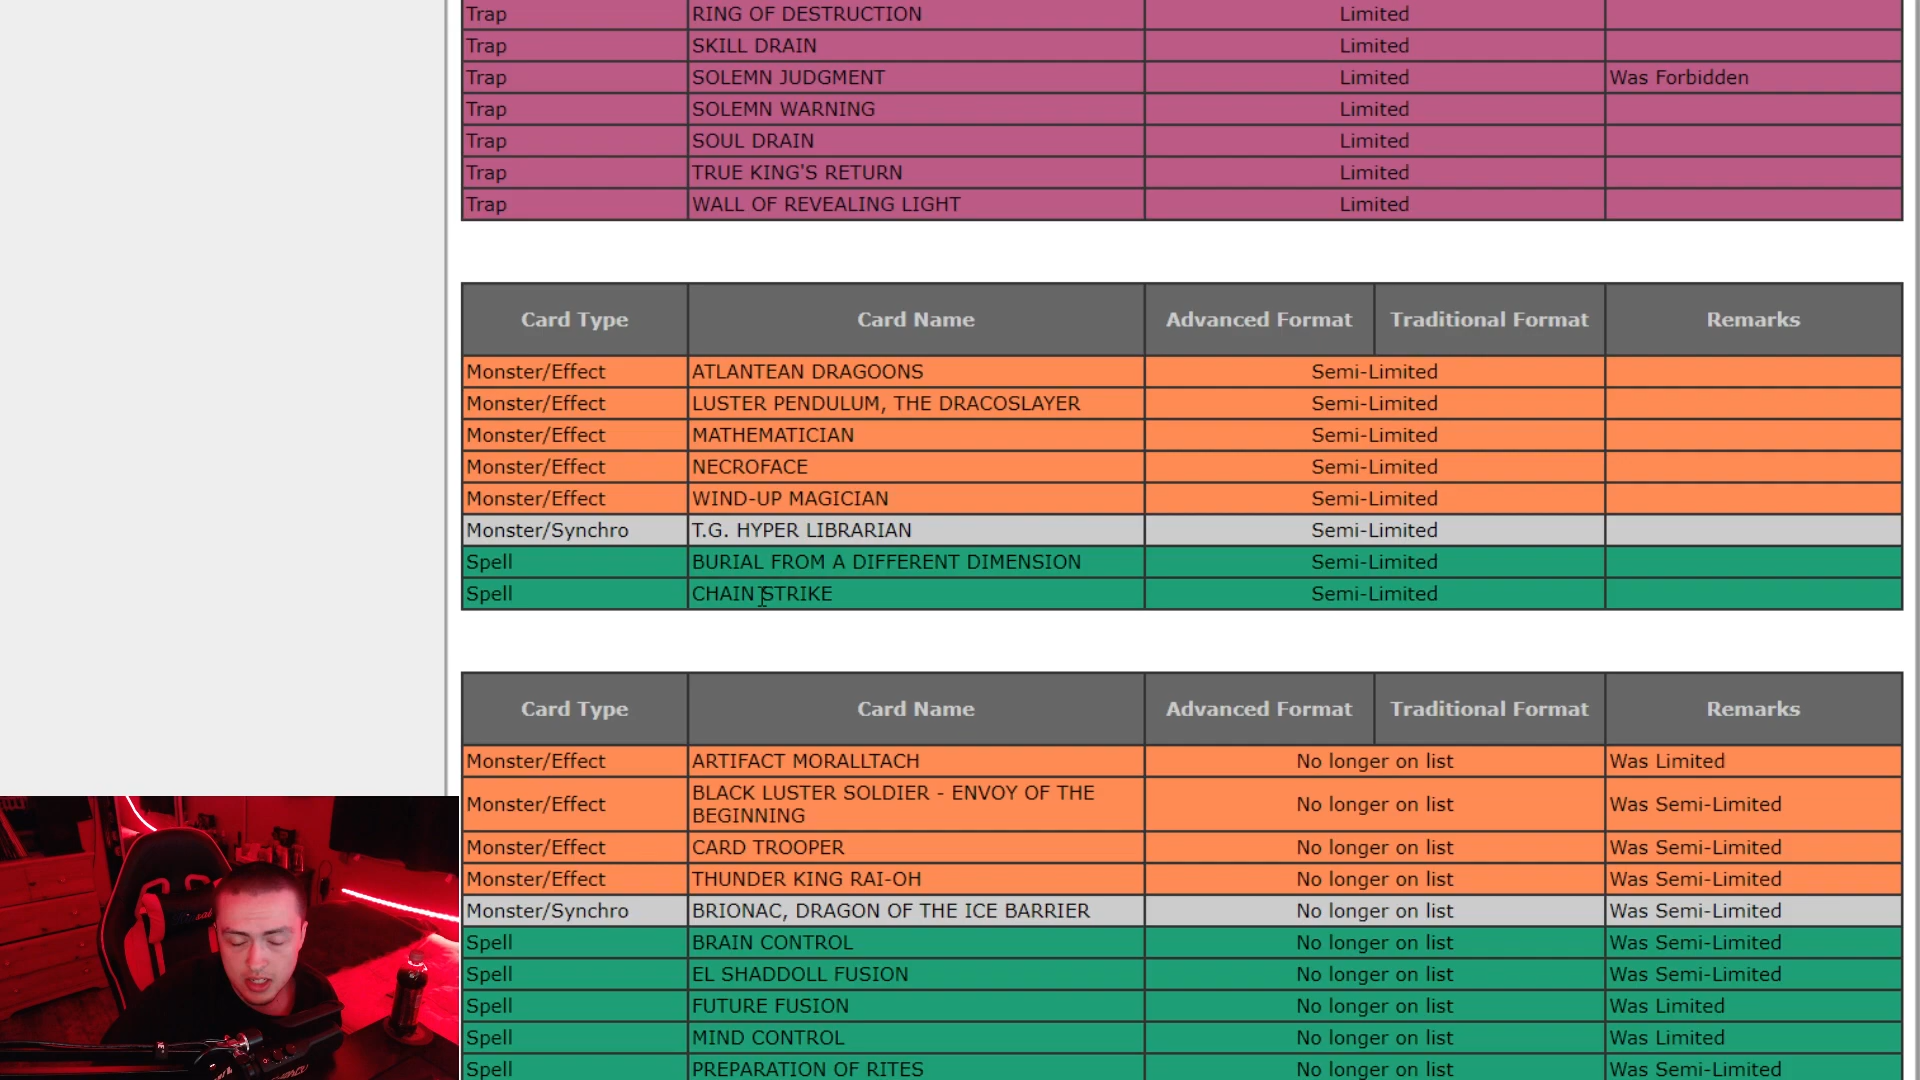 Trap RING OF DESTRUCTION Limited
Trap SKILL DRAIN Limited
Trap SOLEMN JUDGMENT Limited Was Forbidden
Trap SOLEMN WARNING Limited
Trap SOUL DRAIN Limited
Trap TRUE KING'S RETURN Limited
Trap WALL OF REVEALING LIGHT Limited
Card Type Card Name Advanced Format Traditional Format Remarks
Monster/Effect ATLANTEAN DRAGOONS Semi-Limited
Monster/Effect LUSTER PENDULUM, THE DRACOSLAYER Semi-Limited
Monster/Effect MATHEMATICIAN Semi-Limited
Monster/Effect NECROFACE Semi-Limited
Monster/Effect WIND-UP MAGICIAN Semi-Limited
Monster/Synchro T.G. HYPER LIBRARIAN Semi-Limited
Spell BURIAL FROM A DIFFERENT DIMENSION Semi-Limited
Spell CHAIN STRIKE Semi-Limited
Card Type Card Name Advanced Format Traditional Format Remarks
Monster/Effect ARTIFACT MORALLTACH No longer on list Was Limited
Monster/Effect BLACK LUSTER SOLDIER - ENVOY OF THE
BEGINNING No longer on list Was Semi-Limited
Monster/Effect CARD TROOPER No longer on list Was Semi-Limited
Monster/Effect THUNDER KING RAI-OH No longer on list Was Semi-Limited
Monster/Synchro BRIONAC, DRAGON OF THE ICE BARRIER No longer on list Was Semi-Limited
Spell BRAIN CONTROL No longer on list Was Semi-Limited
Spell EL SHADDOLL FUSION No longer on list Was Semi-Limited
Spell FUTURE FUSION No longer on list Was Limited
Spell MIND CONTROL No longer on list Was Limited
Spell PREPARATION OF RITES No longer on list Was Semi-Limited